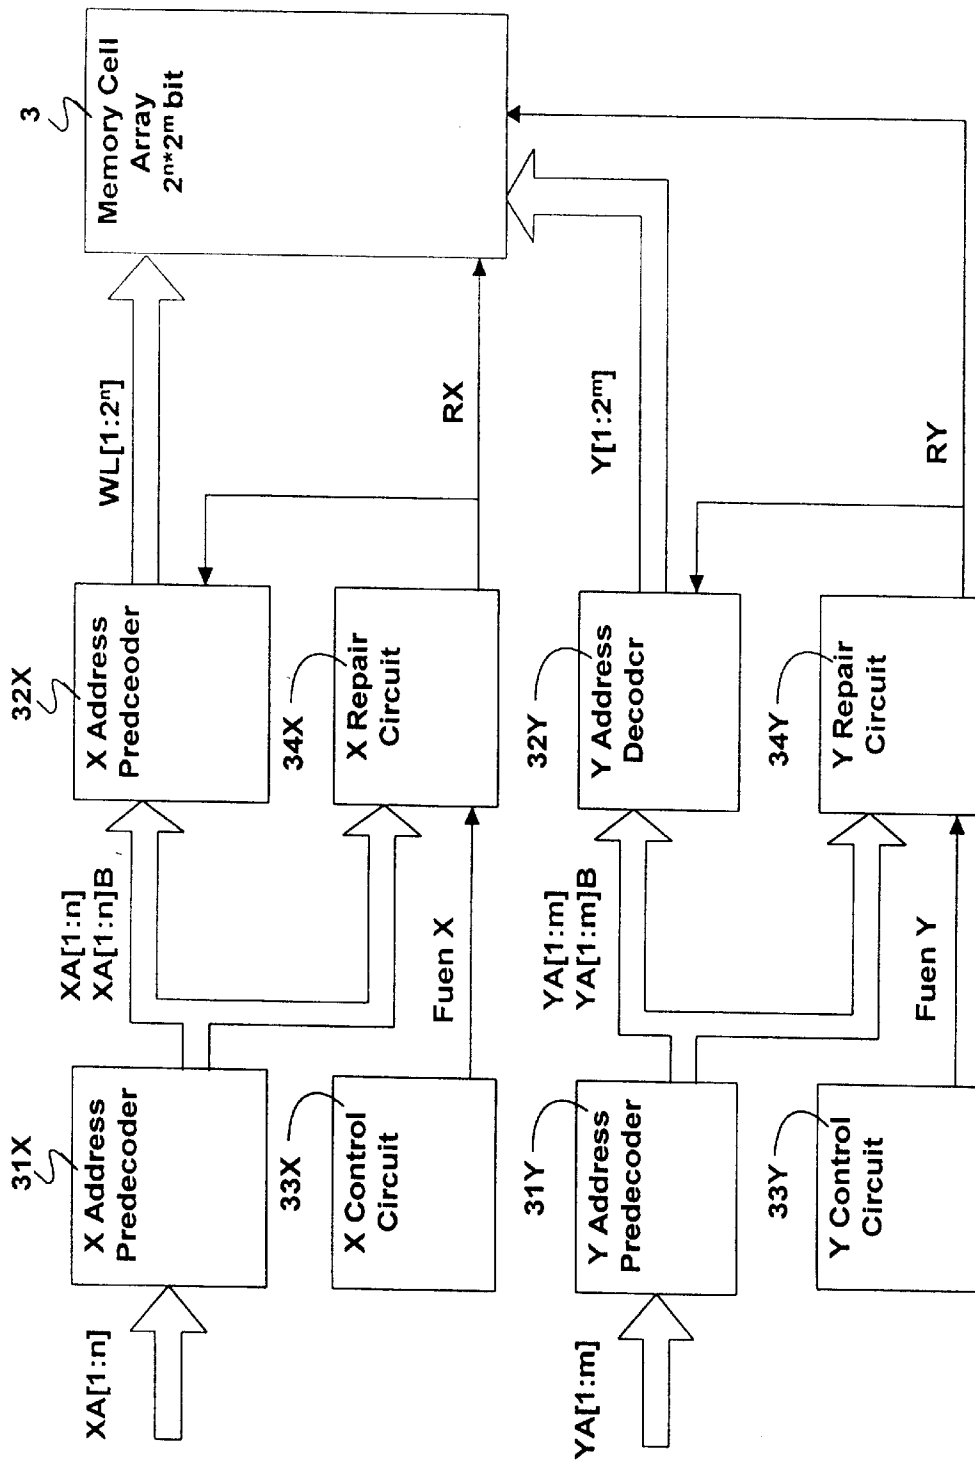 XA[1:n]
31X
X Address
Predecoder
XA[1:n]
XA[1:n]B
32X
X Address
Predceoder
WL[1:2ⁿ]
3
Memory Cell
Array
2ⁿ*2ᵐ bit
33X
X Control
Circuit
Fuen X
34X
X Repair
Circuit
RX
YA[1:m]
31Y
Y Address
Predecoder
YA[1:m]
YA[1:m]B
32Y
Y Address
Decodcr
Y[1:2ᵐ]
33Y
Y Control
Circuit
Fuen Y
34Y
Y Repair
Circuit
RY